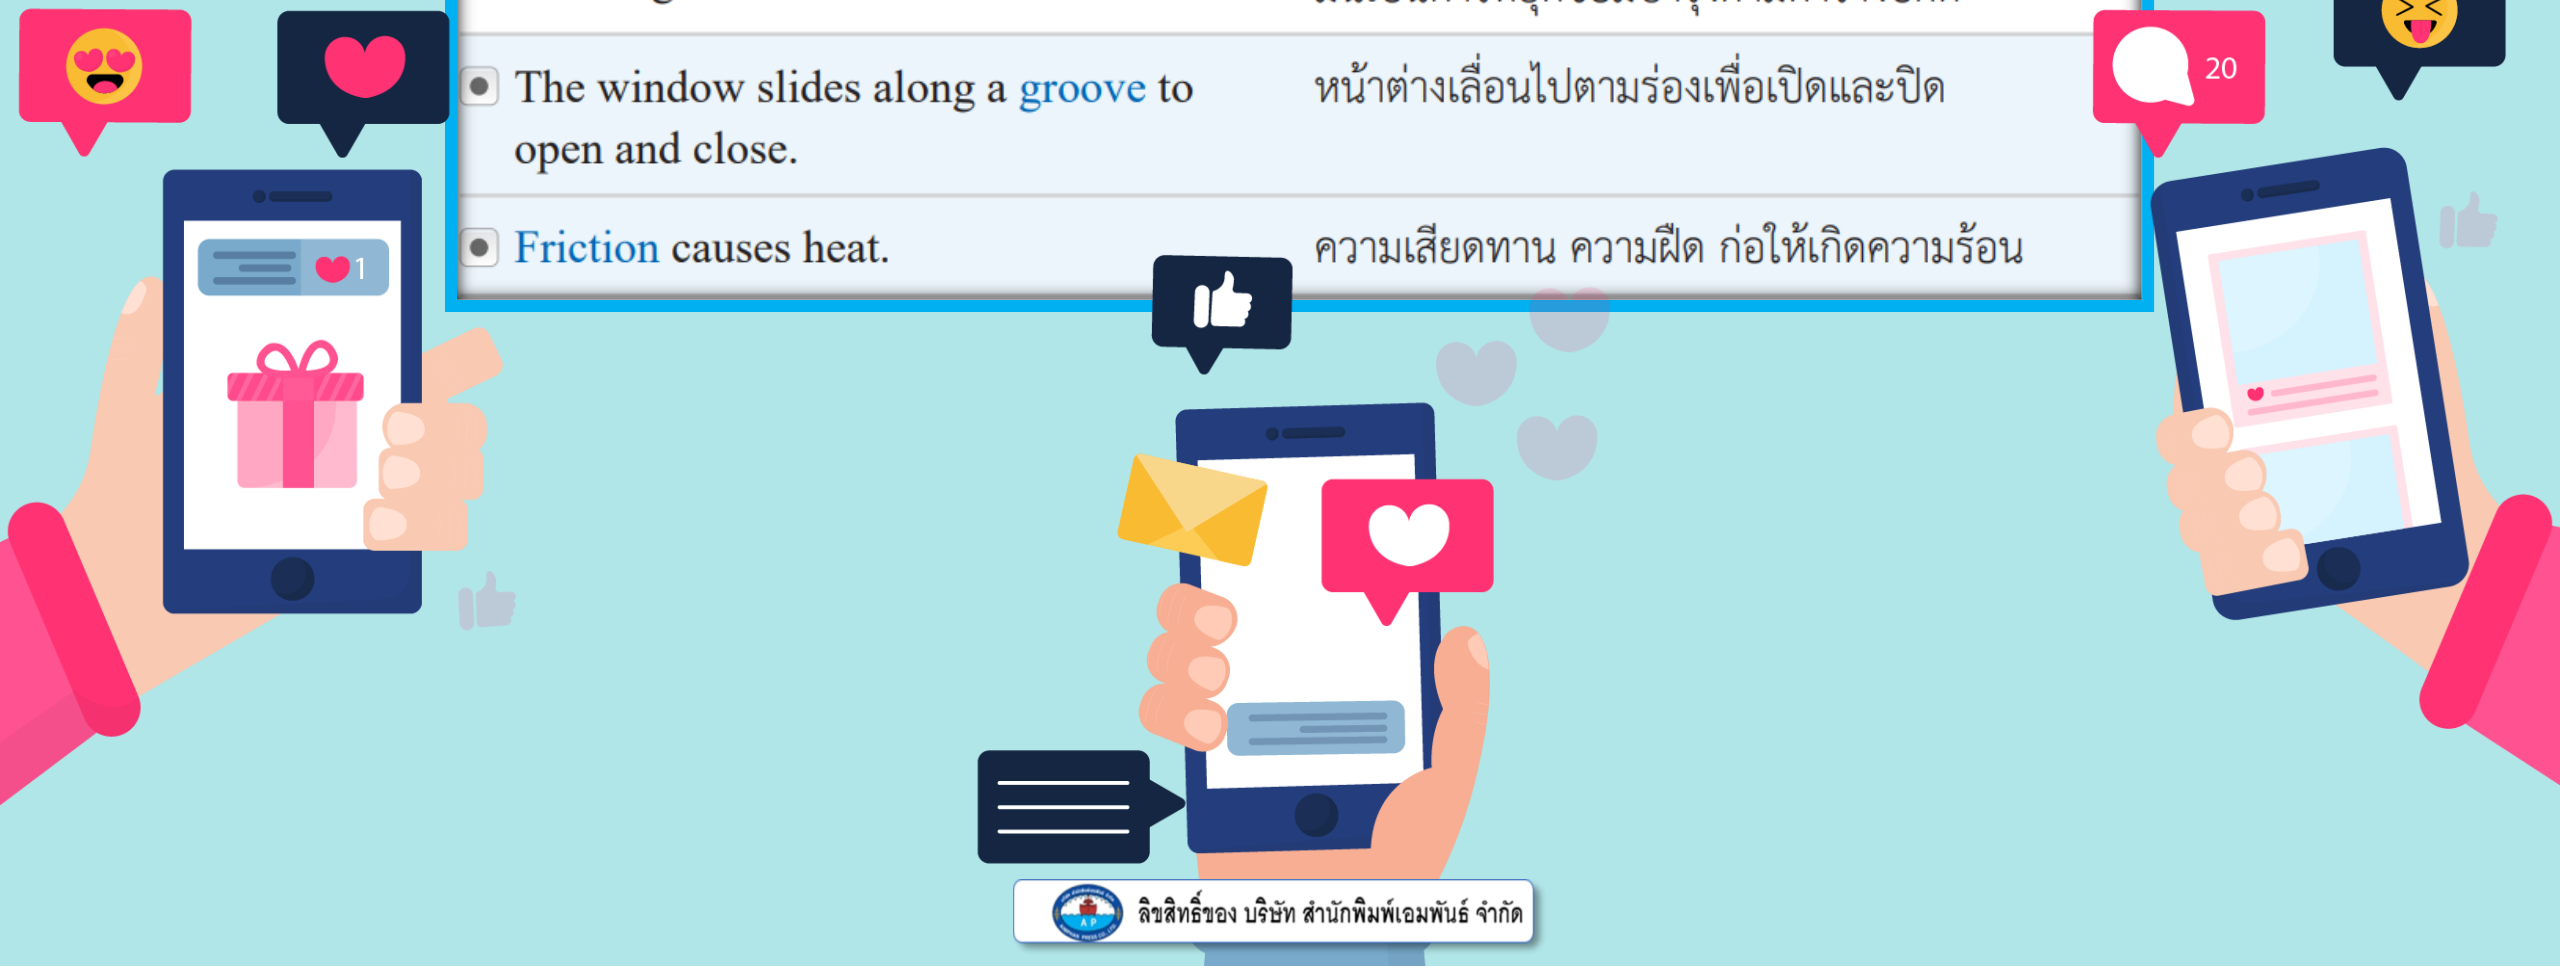 The window slides along a groove to
open and close.
หน้าต่างเลื่อนไปตามร่องเพื่อเปิดและปิด
Friction causes heat.
ความเสียดทาน ความฝืด ก่อให้เกิดความร้อน
20
1
A P
ลิขสิทธิ์ของ บริษัท สำนักพิมพ์เอมพันธ์ จำกัด